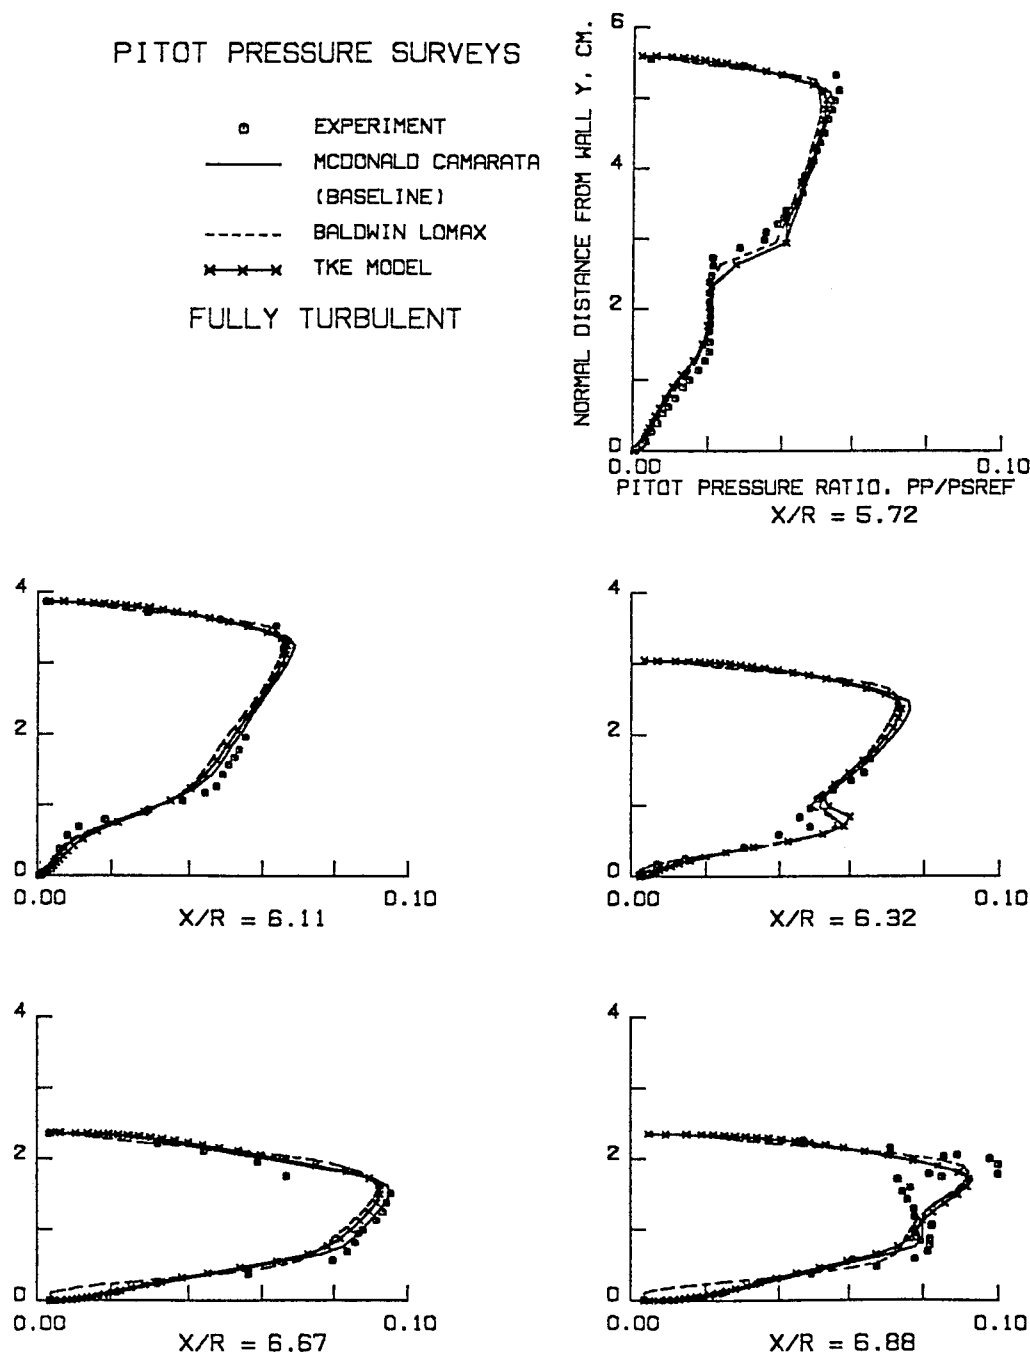 PITOT PRESSURE SURVEYS
EXPERIMENT
MCDONALD CAMARATA
(BASELINE)
BALDWIN LOMAX
TKE MODEL
FULLY TURBULENT
NORMAL DISTANCE FROM WALL Y, CM.
6
4
2
0
0.00 0.10
PITOT PRESSURE RATIO, PP/PSREF
X/R = 5.72
4
2
0
0.00 0.10
X/R = 6.11
4
2
0
0.00 0.10
X/R = 6.32
4
2
0
0.00 0.10
X/R = 6.67
4
2
0
0.00 0.10
X/R = 6.88